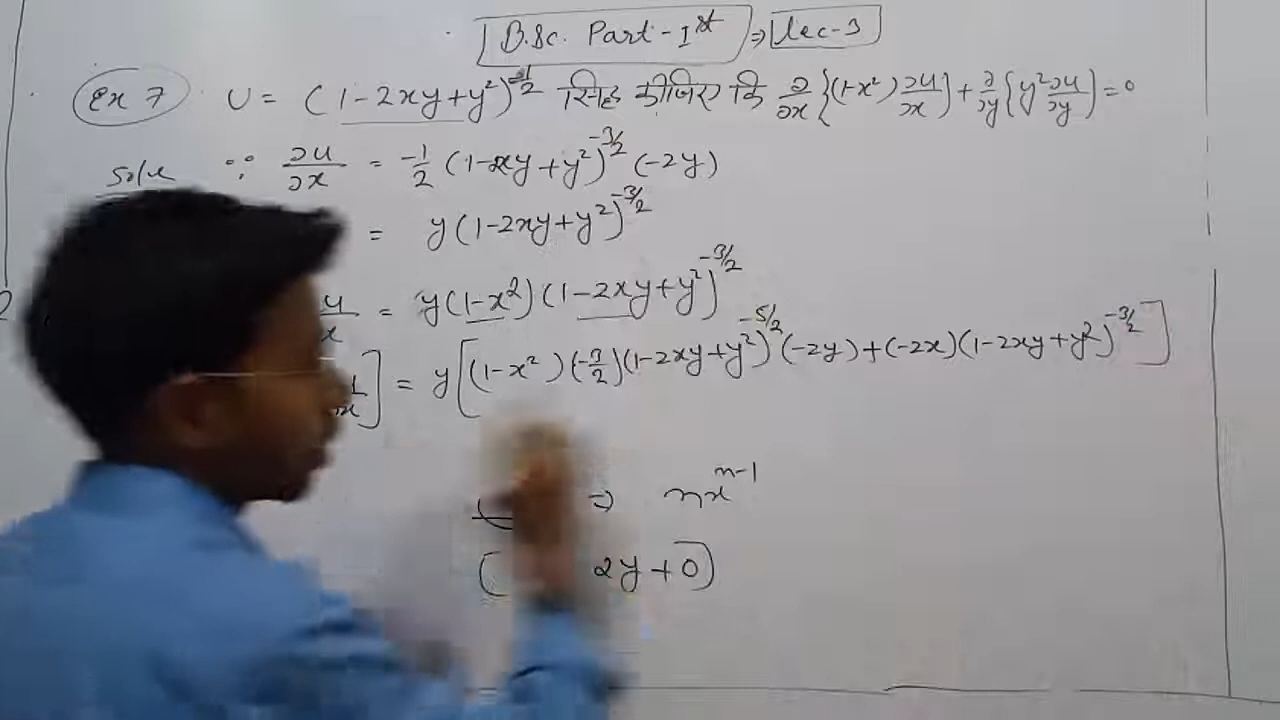 B.Sc. Part-Ist ⇒ Lec-3
Ex 7 U = (1-2xy+y²)^-1/2 सिद्ध कीजिए कि ∂/∂x {(1-x²) ∂u/∂x} + ∂/∂y {y² ∂u/∂y} = 0
Soln ∵ ∂u/∂x = -1/2 (1-2xy+y²)^-3/2 (-2y)
= y(1-2xy+y²)^-3/2
u/x = y(1-x²)(1-2xy+y²)^-3/2
] = y[(1-x²)(-3/2)(1-2xy+y²)^-5/2 (-2y)+(-2x)(1-2xy+y²)^-3/2]
⇒ nx^n-1
( 2y+0)